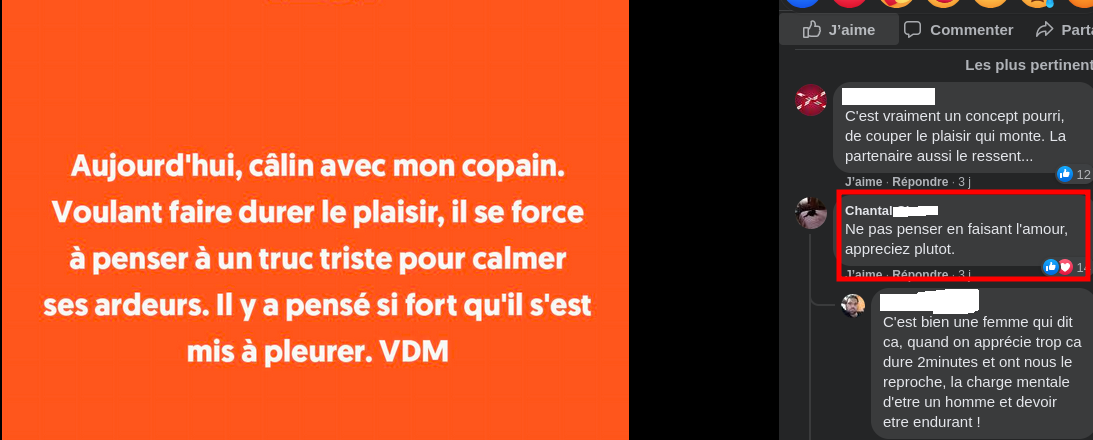 Aujourd'hui, câlin avec mon copain.
Voulant faire durer le plaisir, il se force
à penser à un truc triste pour calmer
ses ardeurs. Il y a pensé si fort qu'il s'est
mis à pleurer. VDM
J'aime Commenter
Les plus pertinent
C'est vraiment un concept pourri,
de couper le plaisir qui monte. La
partenaire aussi le ressent...
J'aime · Répondre · 3 j 12
Chantal
Ne pas penser en faisant l'amour,
appreciez plutot.
J'aime · Répondre · 3 j
C'est bien une femme qui dit
ca, quand on apprécie trop ca
dure 2minutes et ont nous le
reproche, la charge mentale
d'etre un homme et devoir
etre endurant !